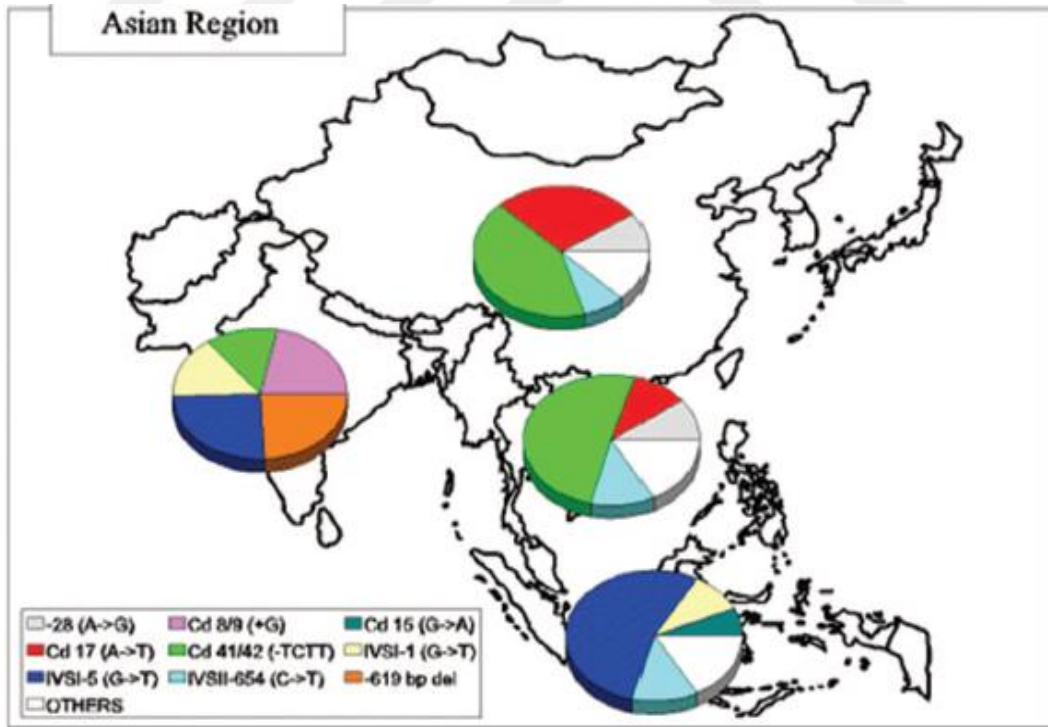 Asian Region
-28 (A->G) Cd 8/9 (+G) Cd 15 (G->A)
Cd 17 (A->T) Cd 41/42 (-TCTT) IVSI-1 (G->T)
IVSI-5 (G->T) IVSII-654 (C->T) -619 bp del
OTHERS